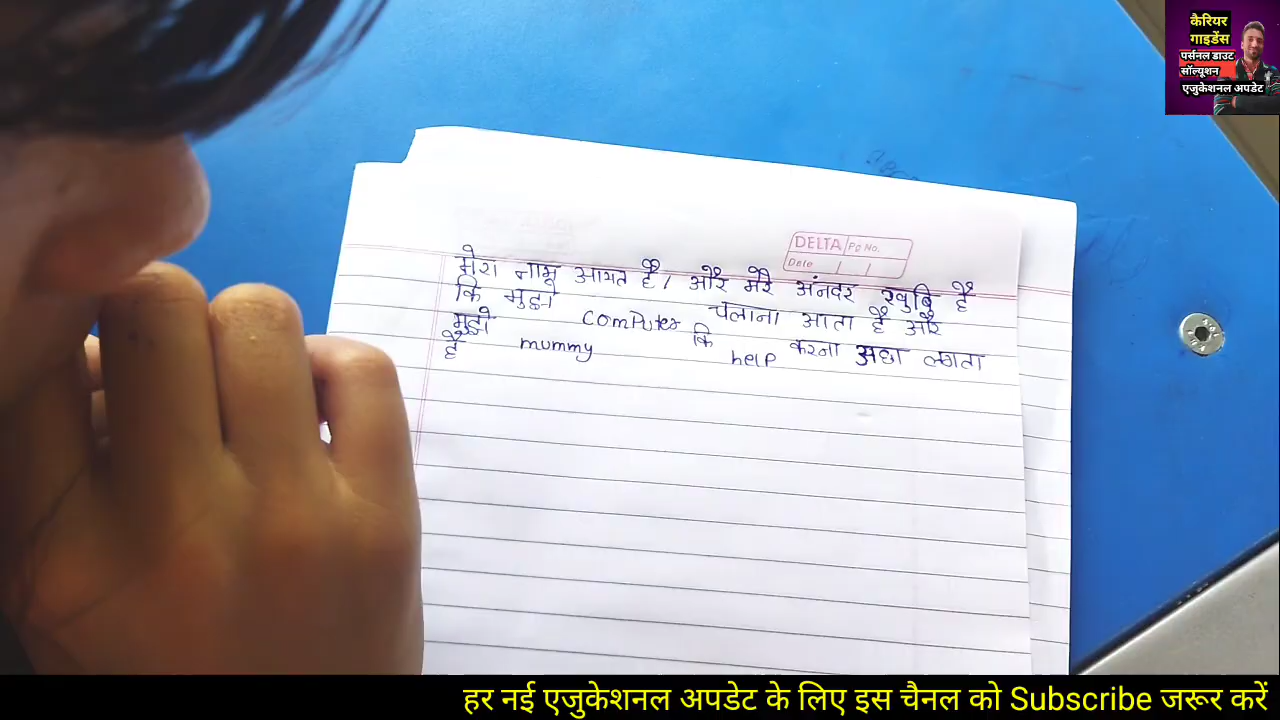 कैरियर
गाइडेंस
पर्सनल डाउट
सॉल्यूशन
एजुकेशनल अपडेट
DELTA Pg No.
Date / /
मेरा नाम आयत है। और मेरे अंनदर खुबि है
कि मुझे computer चलाना आता है और
मुझे mummy कि help करना अछा लगता
है
हर नई एजुकेशनल अपडेट के लिए इस चैनल को Subscribe जरूर करें